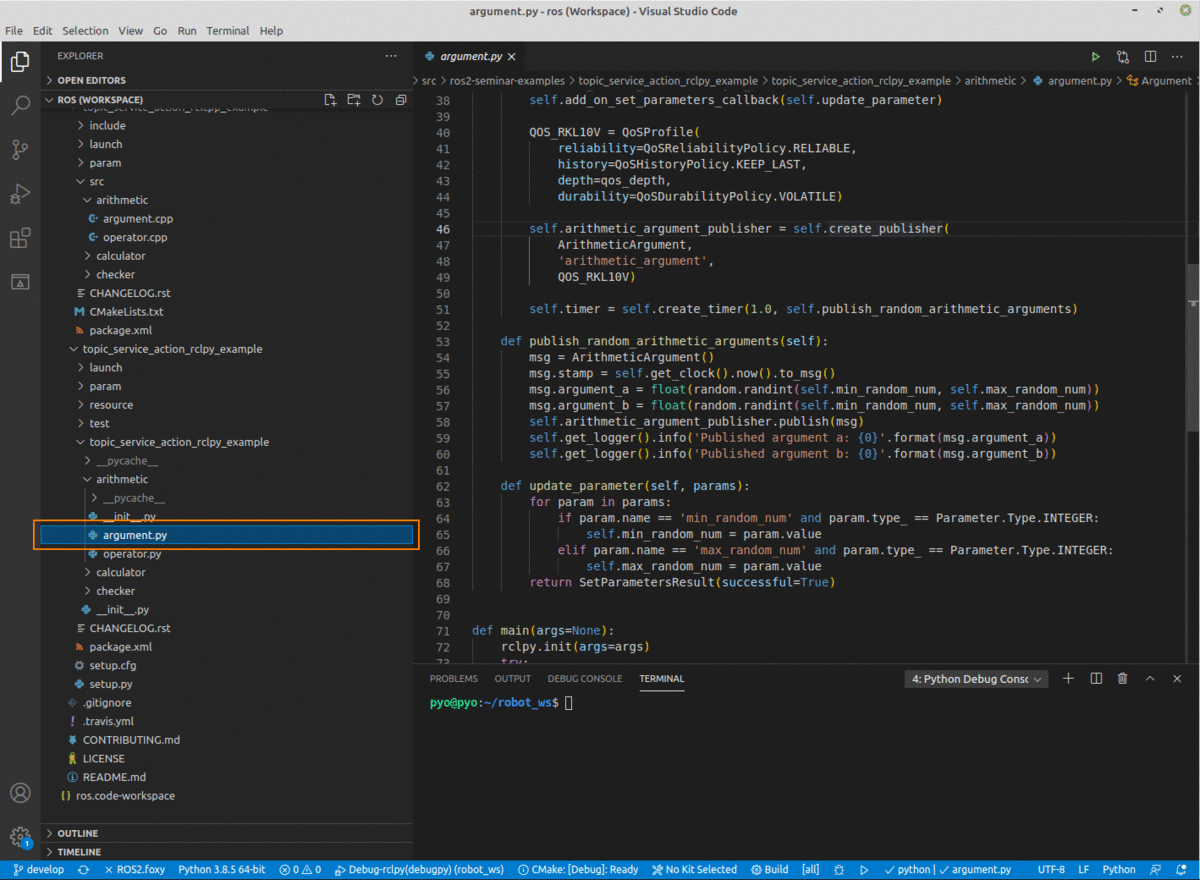 argument.py - ros (Workspace) - Visual Studio Code
File Edit Selection View Go Run Terminal Help
EXPLORER
OPEN EDITORS
ROS (WORKSPACE)
topic_service_action_rclcpp_example
include
launch
param
src
arithmetic
argument.cpp
operator.cpp
calculator
checker
CHANGELOG.rst
CMakeLists.txt
package.xml
topic_service_action_rclpy_example
launch
param
resource
test
topic_service_action_rclpy_example
__pycache__
arithmetic
__pycache__
__init__.py
argument.py
operator.py
calculator
checker
__init__.py
CHANGELOG.rst
package.xml
setup.cfg
setup.py
.gitignore
.travis.yml
CONTRIBUTING.md
LICENSE
README.md
ros.code-workspace
OUTLINE
TIMELINE
argument.py
src > ros2-seminar-examples > topic_service_action_rclpy_example > topic_service_action_rclpy_example > arithmetic > argument.py > Argument
38 self.add_on_set_parameters_callback(self.update_parameter)
39
40 QOS_RKL10V = QoSProfile(
41 reliability=QoSReliabilityPolicy.RELIABLE,
42 history=QoSHistoryPolicy.KEEP_LAST,
43 depth=qos_depth,
44 durability=QoSDurabilityPolicy.VOLATILE)
45
46 self.arithmetic_argument_publisher = self.create_publisher(
47 ArithmeticArgument,
48 'arithmetic_argument',
49 QOS_RKL10V)
50
51 self.timer = self.create_timer(1.0, self.publish_random_arithmetic_arguments)
52
53 def publish_random_arithmetic_arguments(self):
54 msg = ArithmeticArgument()
55 msg.stamp = self.get_clock().now().to_msg()
56 msg.argument_a = float(random.randint(self.min_random_num, self.max_random_num))
57 msg.argument_b = float(random.randint(self.min_random_num, self.max_random_num))
58 self.arithmetic_argument_publisher.publish(msg)
59 self.get_logger().info('Published argument a: {0}'.format(msg.argument_a))
60 self.get_logger().info('Published argument b: {0}'.format(msg.argument_b))
61
62 def update_parameter(self, params):
63 for param in params:
64 if param.name == 'min_random_num' and param.type_ == Parameter.Type.INTEGER:
65 self.min_random_num = param.value
66 elif param.name == 'max_random_num' and param.type_ == Parameter.Type.INTEGER:
67 self.max_random_num = param.value
68 return SetParametersResult(successful=True)
69
70
71 def main(args=None):
72 rclpy.init(args=args)
73 try:
PROBLEMS OUTPUT DEBUG CONSOLE TERMINAL 4: Python Debug Consc
pyo@pyo:~/robot_ws$
1
develop ROS2.foxy Python 3.8.5 64-bit 0 0 Debug-rclpy(debugpy) (robot_ws) CMake: [Debug]: Ready No Kit Selected Build [all] python | argument.py UTF-8 LF Python